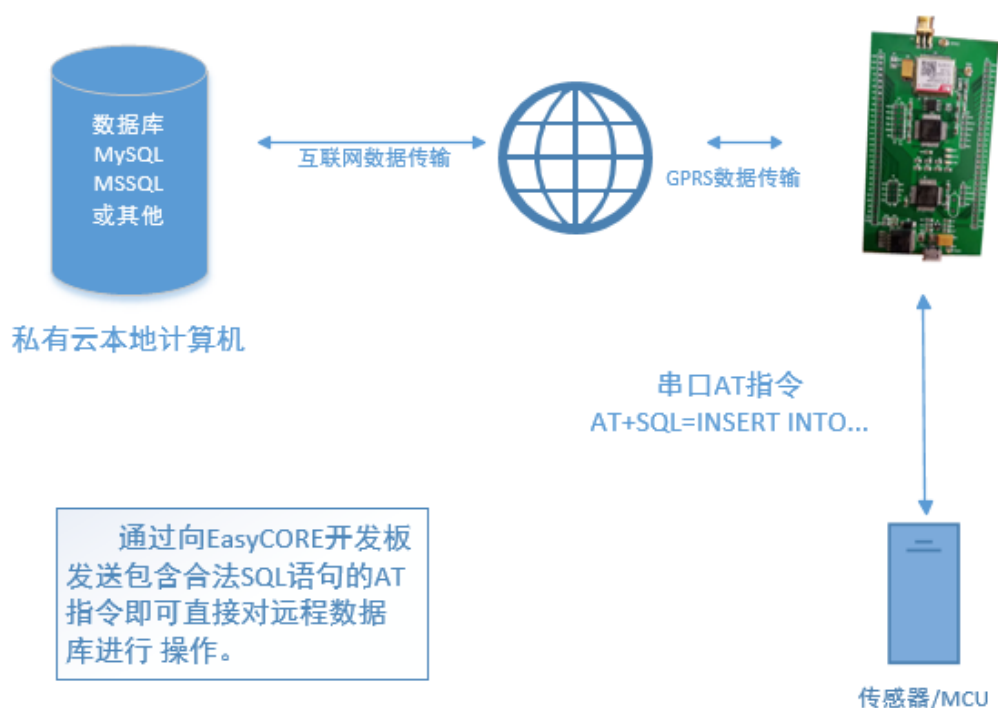 数据库
MySQL
MSSQL
或其他
互联网数据传输
GPRS数据传输
私有云本地计算机
串口AT指令
AT+SQL=INSERT INTO...
通过向EasyCORE开发板
发送包含合法SQL语句的AT
指令即可直接对远程数据
库进行 操作。
传感器/MCU